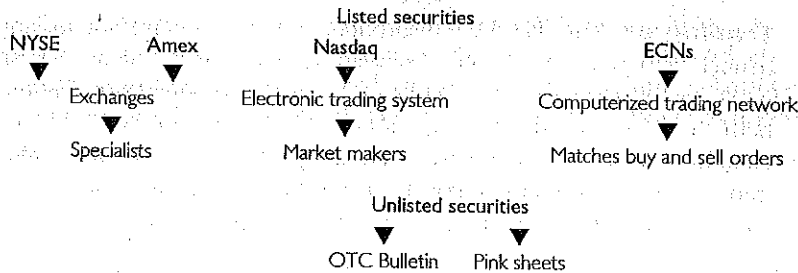 Listed securities
NYSE Amex Nasdaq ECNs
Exchanges Electronic trading system Computerized trading network
Specialists Market makers Matches buy and sell orders
Unlisted securities
OTC Bulletin Pink sheets